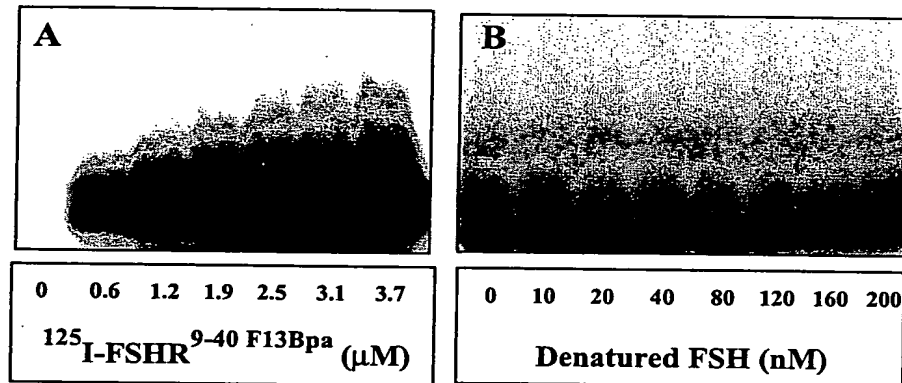 A
B
0 0.6 1.2 1.9 2.5 3.1 3.7
125I-FSHR9-40 F13Bpa (μM)
0 10 20 40 80 120 160 200
Denatured FSH (nM)